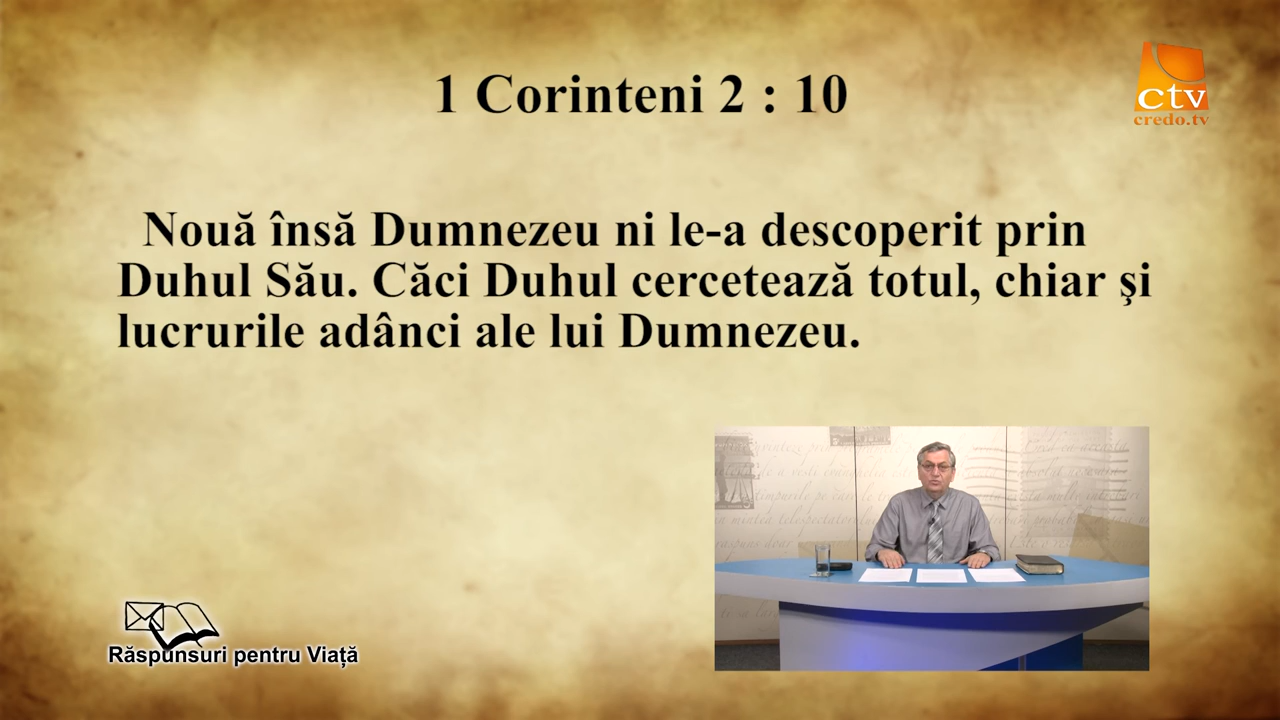 1 Corinteni 2 : 10
ctv
credo.tv
Nouă însă Dumnezeu ni le-a descoperit prin
Duhul Său. Căci Duhul cercetează totul, chiar şi
lucrurile adânci ale lui Dumnezeu.
Răspunsuri pentru Viață